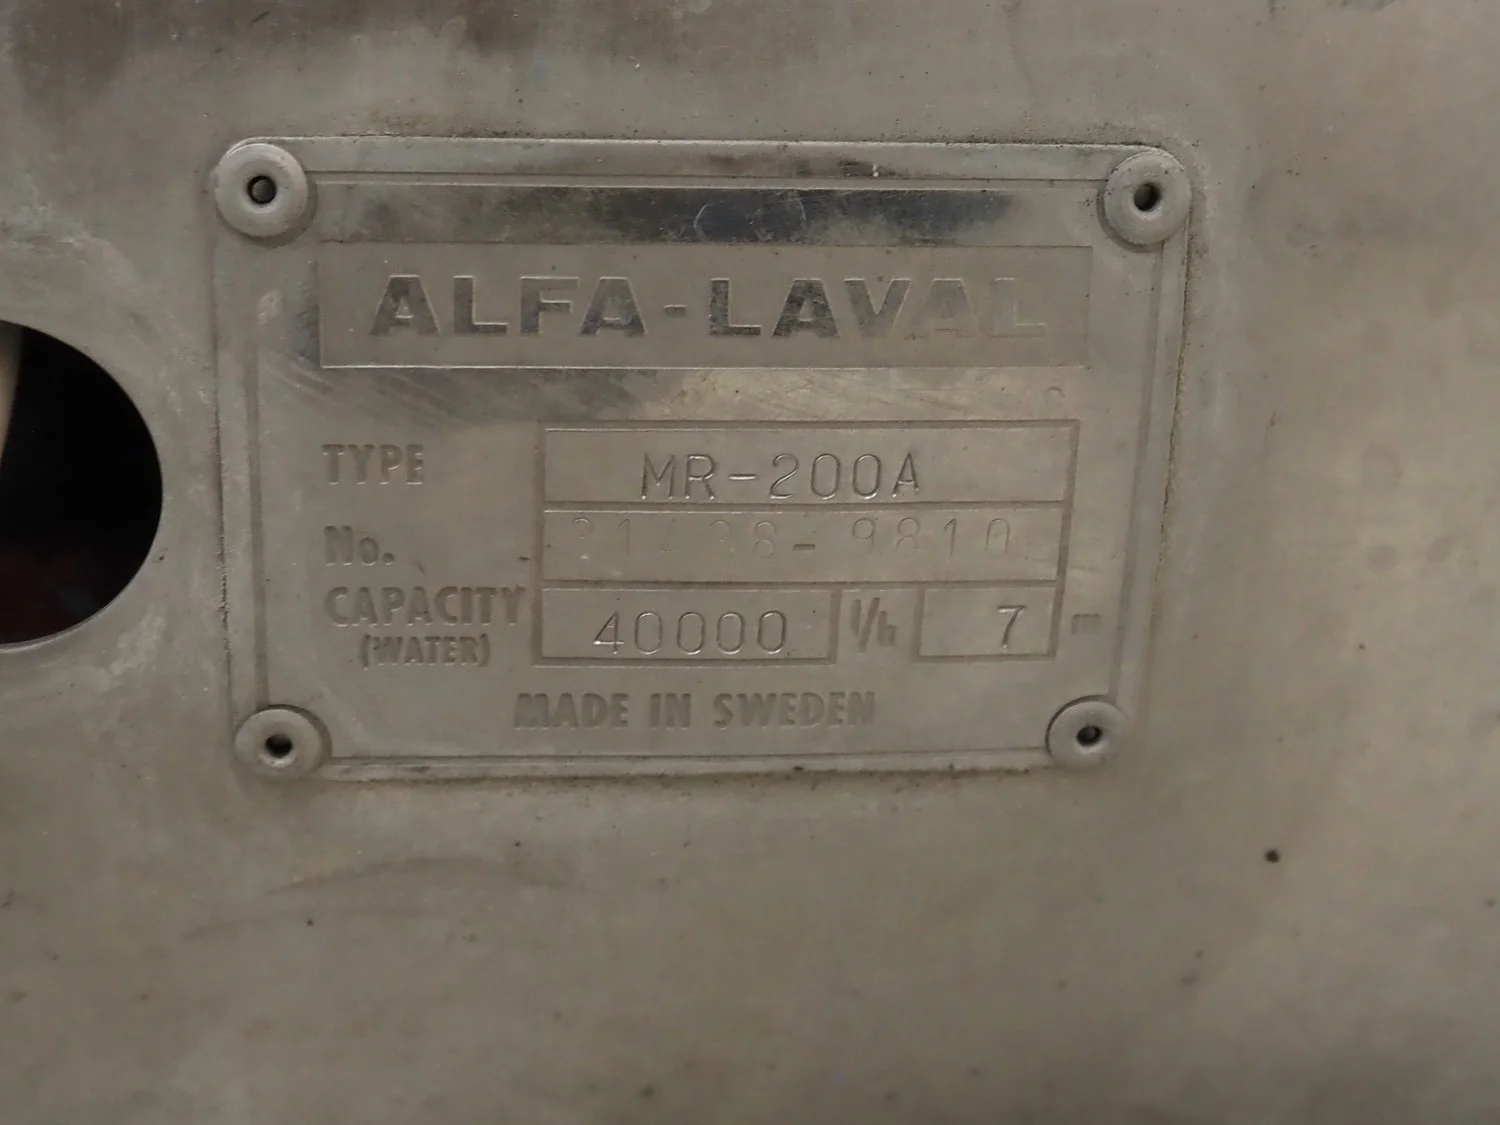 ALFA-LAVAL
TYPE MR-200A
No.
CAPACITY 40000 l/h 7 m
(WATER)
MADE IN SWEDEN